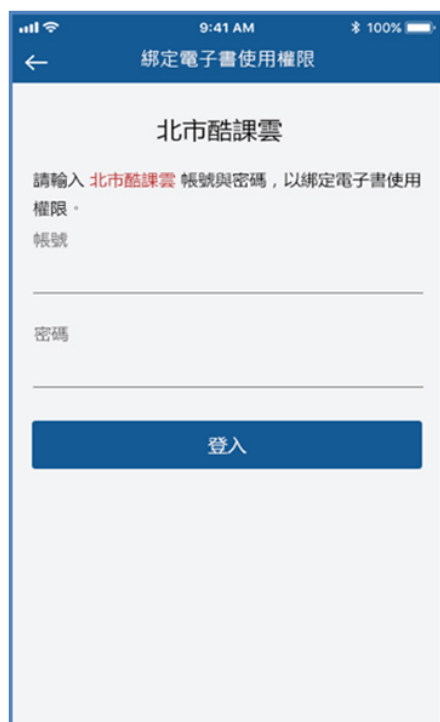 9:41 AM 100%
綁定電子書使用權限
北市酷課雲
請輸入 北市酷課雲 帳號與密碼，以綁定電子書使用
權限。
帳號
密碼
登入